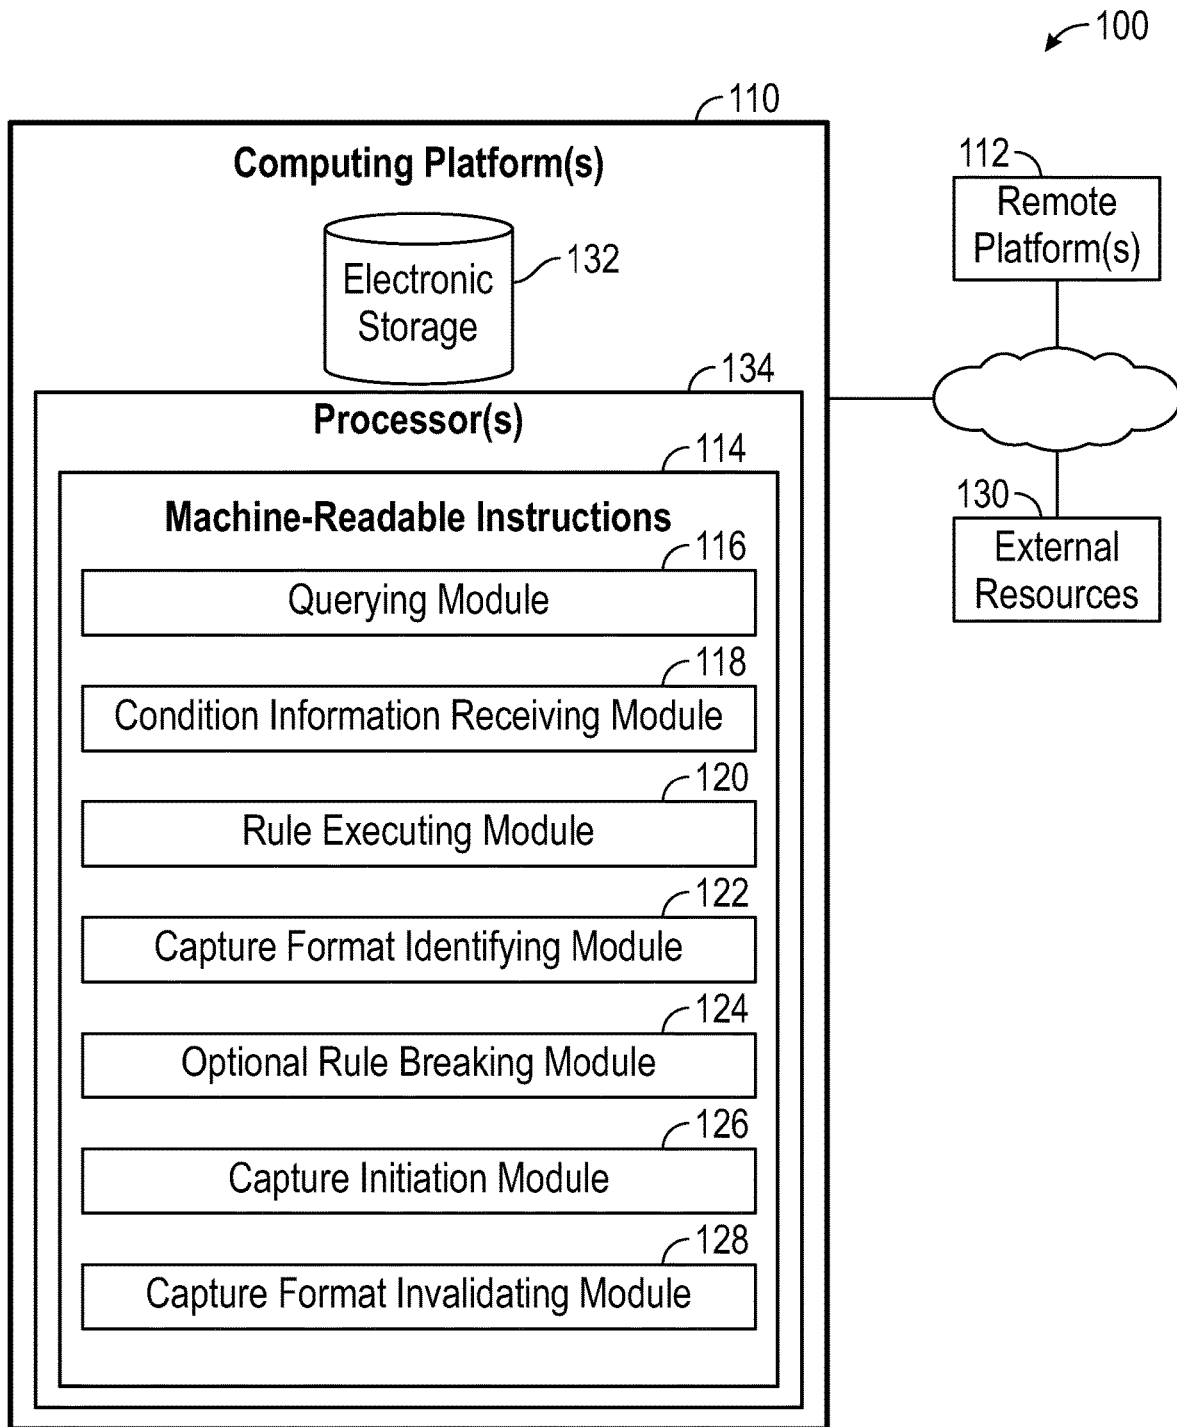 100
110
Computing Platform(s)
132
Electronic
Storage
134
Processor(s)
114
Machine-Readable Instructions
116
Querying Module
118
Condition Information Receiving Module
120
Rule Executing Module
122
Capture Format Identifying Module
124
Optional Rule Breaking Module
126
Capture Initiation Module
128
Capture Format Invalidating Module
112
Remote
Platform(s)
130
External
Resources